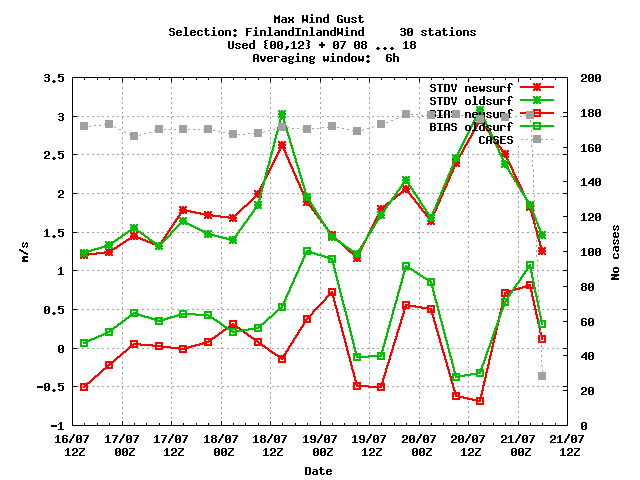 Max Wind Gust
Selection: FinlandInlandWind 30 stations
Used {00,12} + 07 08 ... 18
Averaging window: 6h
STDV newsurf
STDV oldsurf
BIAS newsurf
BIAS oldsurf
CASES
3.5
3
2.5
2
1.5
1
0.5
0
-0.5
-1
m/s
200
180
160
140
120
100
80
60
40
20
0
No cases
16/07 17/07 17/07 18/07 18/07 19/07 19/07 20/07 20/07 21/07 21/07
12Z 00Z 12Z 00Z 12Z 00Z 12Z 00Z 12Z 00Z 12Z
Date